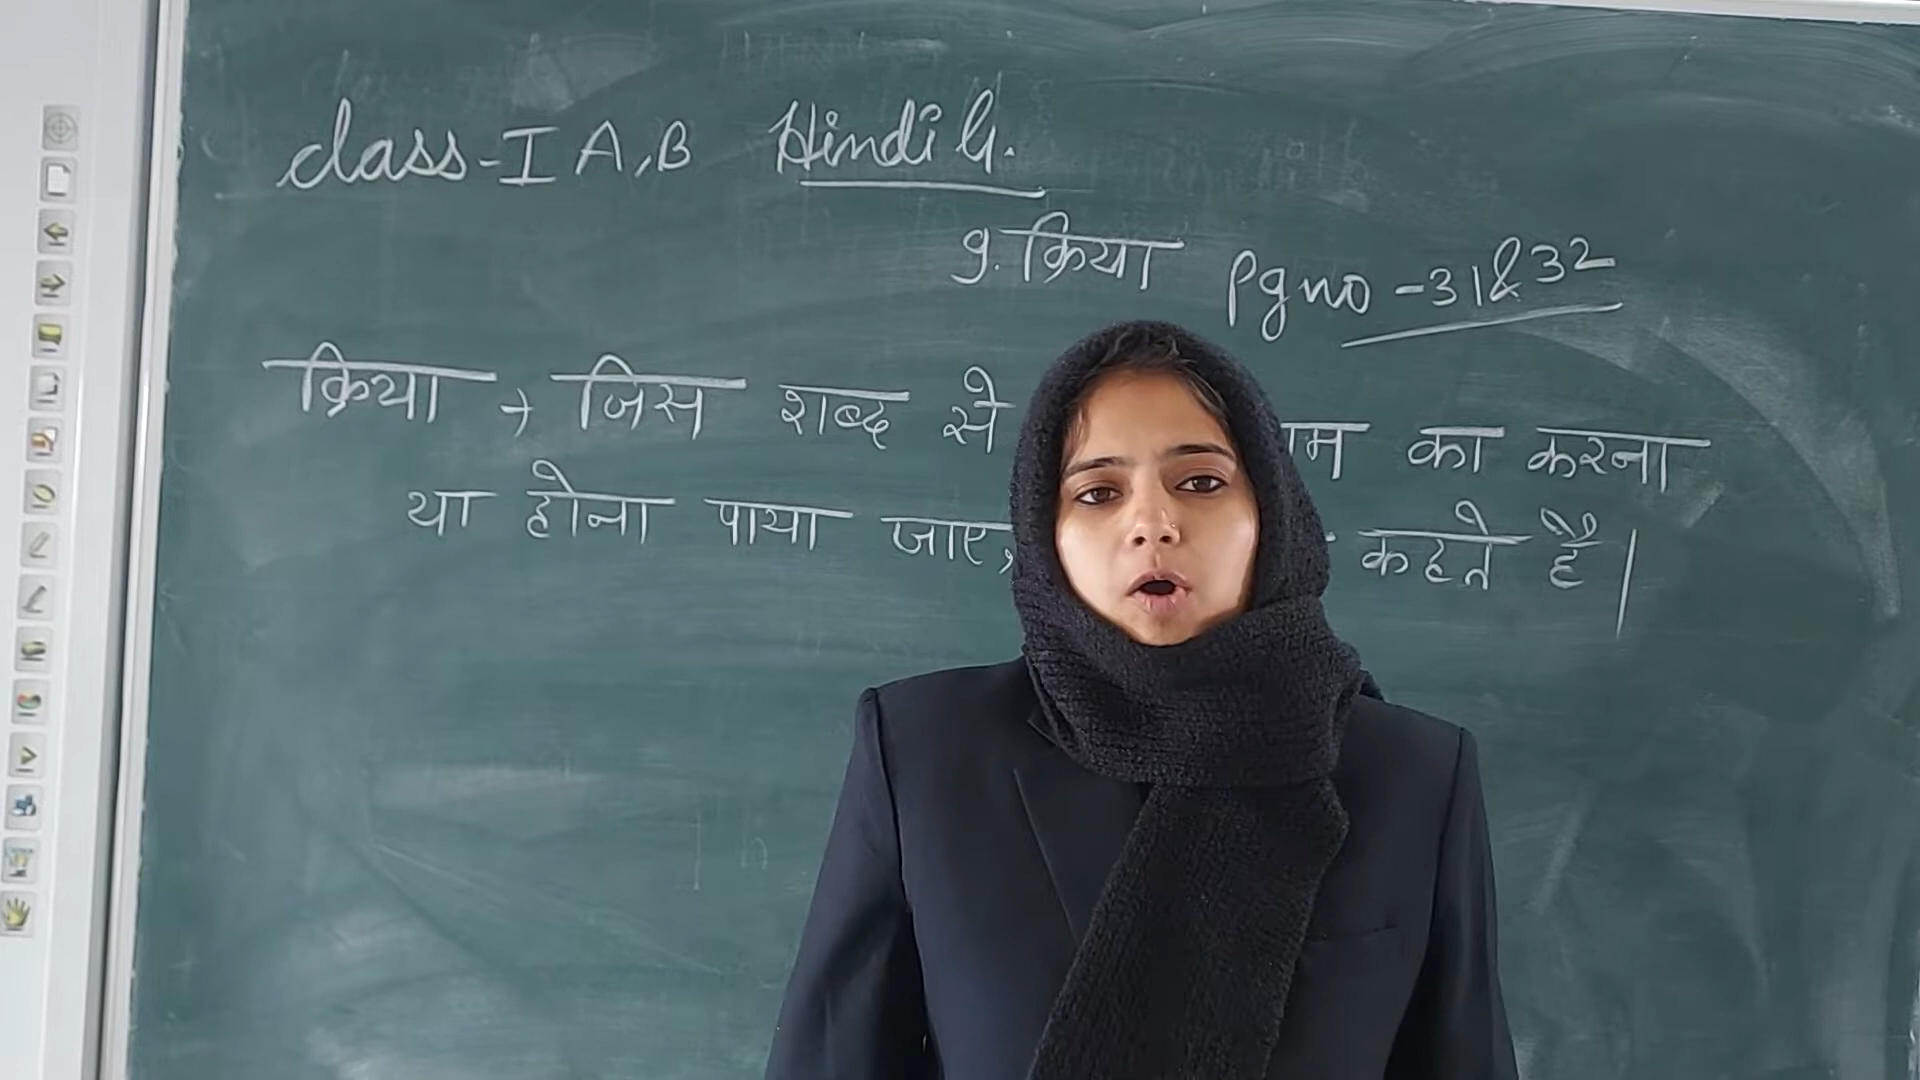 class-I A,B Hindi G.
9. क्रिया Pg no -31&32
क्रिया → जिस शब्द से का करना
या होना पाया जाए, कहते हैं।